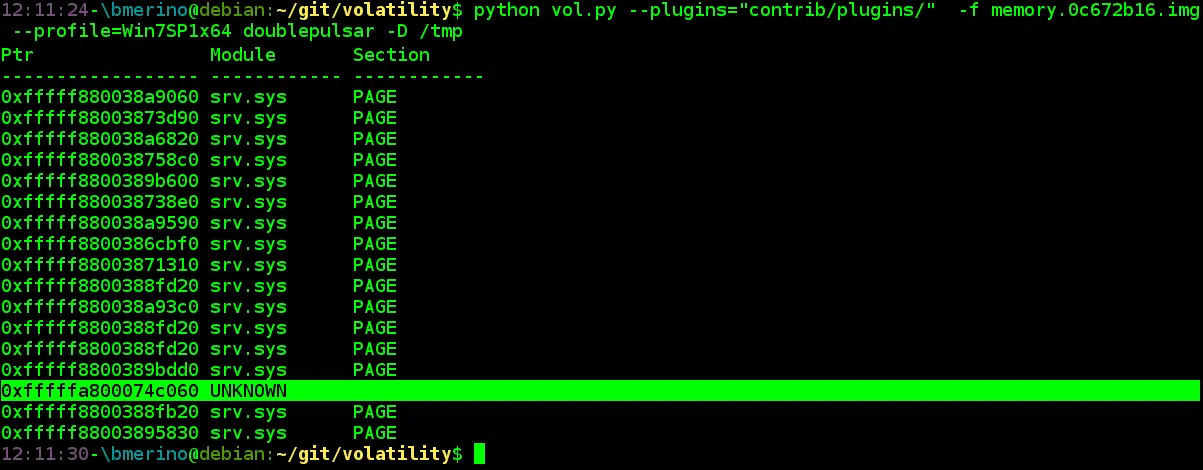 12:11:24-\bmerino@debian:~/git/volatility$ python vol.py --plugins="contrib/plugins/"  -f memory.0c672b16.img
 --profile=Win7SP1x64 doublepulsar -D /tmp
Ptr                Module       Section
------------------ ------------ ------------
0xfffff880038a9060 srv.sys      PAGE
0xfffff88003873d90 srv.sys      PAGE
0xfffff880038a6820 srv.sys      PAGE
0xfffff880038758c0 srv.sys      PAGE
0xfffff8800389b600 srv.sys      PAGE
0xfffff880038738e0 srv.sys      PAGE
0xfffff880038a9590 srv.sys      PAGE
0xfffff8800386cbf0 srv.sys      PAGE
0xfffff88003871310 srv.sys      PAGE
0xfffff8800388fd20 srv.sys      PAGE
0xfffff880038a93c0 srv.sys      PAGE
0xfffff8800388fd20 srv.sys      PAGE
0xfffff8800388fd20 srv.sys      PAGE
0xfffff8800389bdd0 srv.sys      PAGE
0xfffffa800074c060 UNKNOWN
0xfffff8800388fb20 srv.sys      PAGE
0xfffff88003895830 srv.sys      PAGE
12:11:30-\bmerino@debian:~/git/volatility$